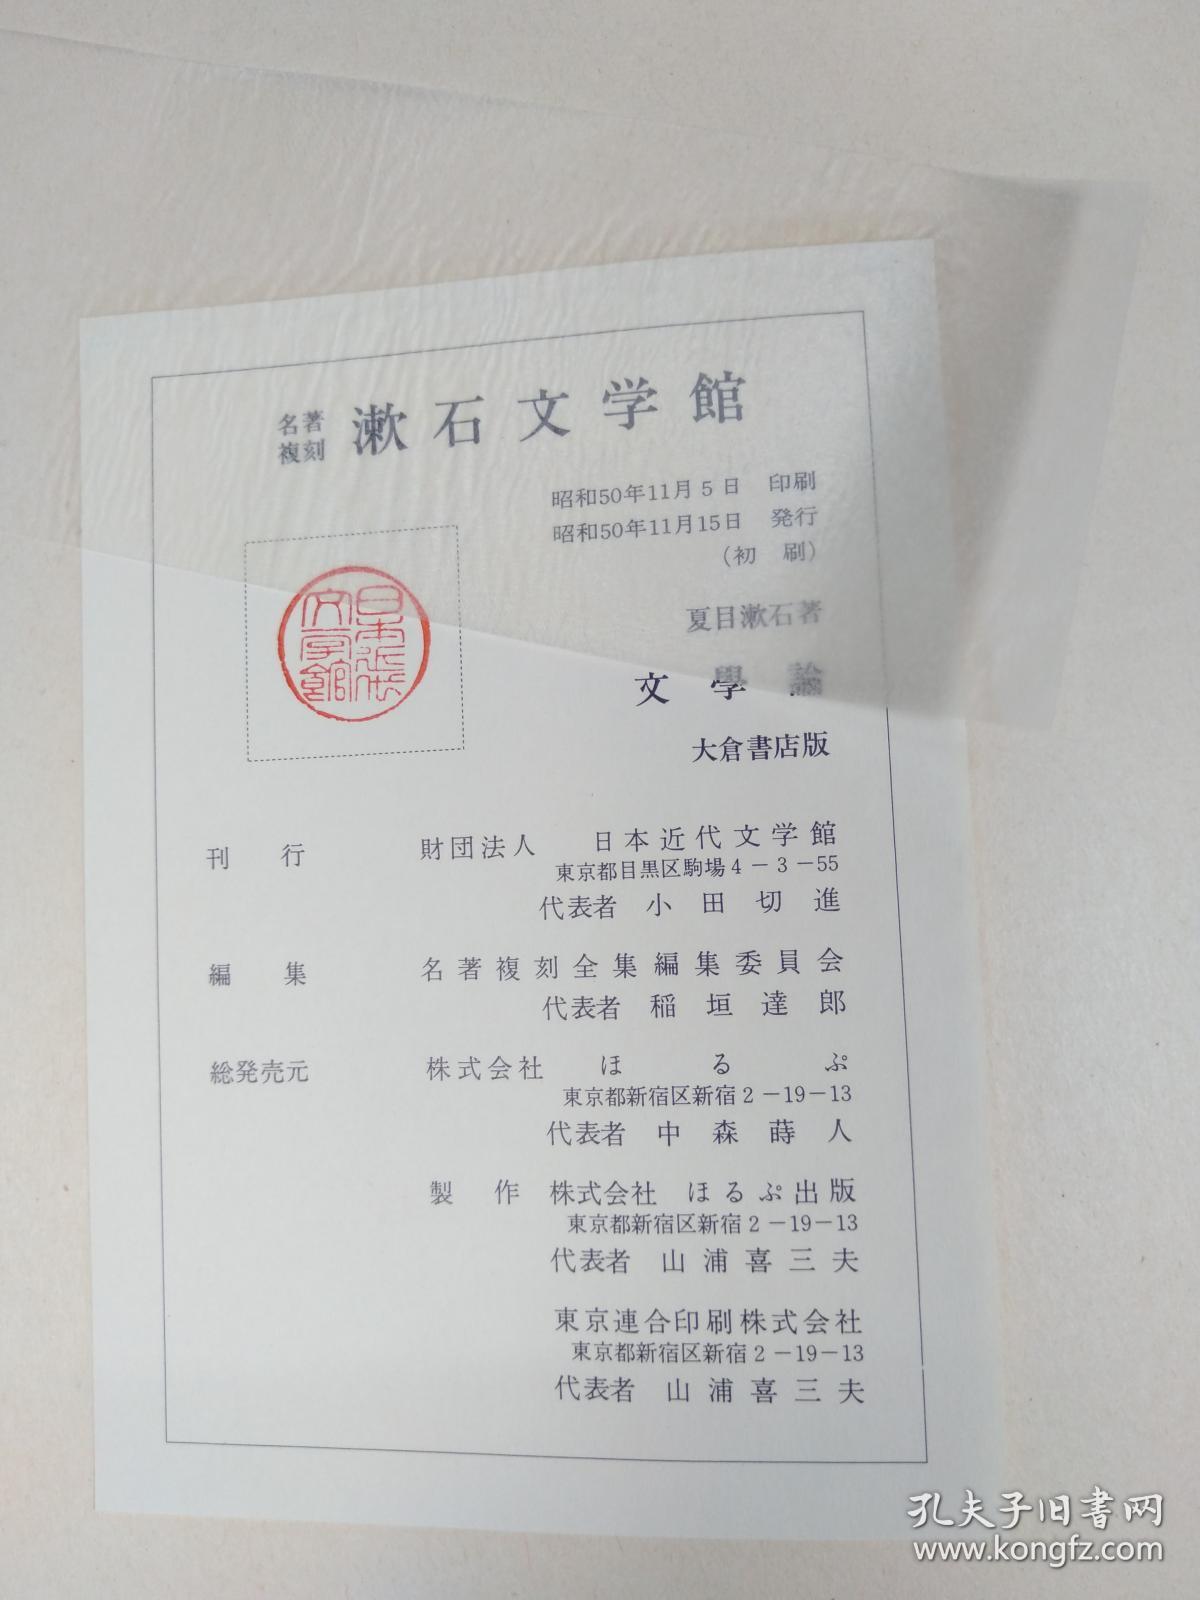 名著
複刻 漱石文学館
昭和50年11月5日 印刷
昭和50年11月15日 発行
(初 刷)
日本近代
文学館
夏目漱石著
文學論
大倉書店版
刊 行 財団法人 日本近代文学館
東京都目黒区駒場4-3-55
代表者 小田切進
編 集 名著複刻全集編集委員会
代表者 稲垣達郎
総発売元 株式会社 ほるぷ
東京都新宿区新宿2-19-13
代表者 中森蒔人
製 作 株式会社 ほるぷ出版
東京都新宿区新宿2-19-13
代表者 山浦喜三夫
東京連合印刷株式会社
東京都新宿区新宿2-19-13
代表者 山浦喜三夫
孔夫子旧书网
www.kongfz.com